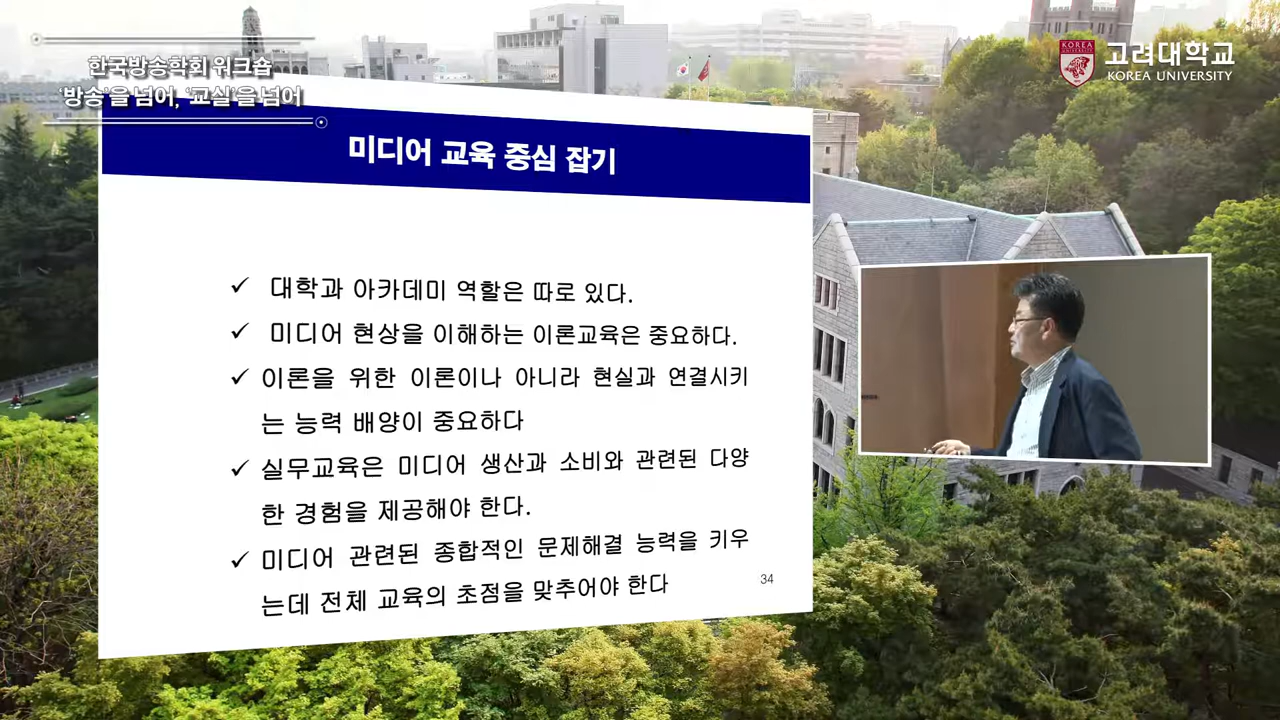 한국방송학회 워크숍
'방송'을 넘어, '교실'을 넘어
KOREA
UNIVERSITY
고려대학교
KOREA UNIVERSITY
미디어 교육 중심 잡기
✓ 대학과 아카데미 역할은 따로 있다.
✓ 미디어 현상을 이해하는 이론교육은 중요하다.
✓ 이론을 위한 이론이나 아니라 현실과 연결시키
는 능력 배양이 중요하다
✓ 실무교육은 미디어 생산과 소비와 관련된 다양
한 경험을 제공해야 한다.
✓ 미디어 관련된 종합적인 문제해결 능력을 키우
는데 전체 교육의 초점을 맞추어야 한다
34